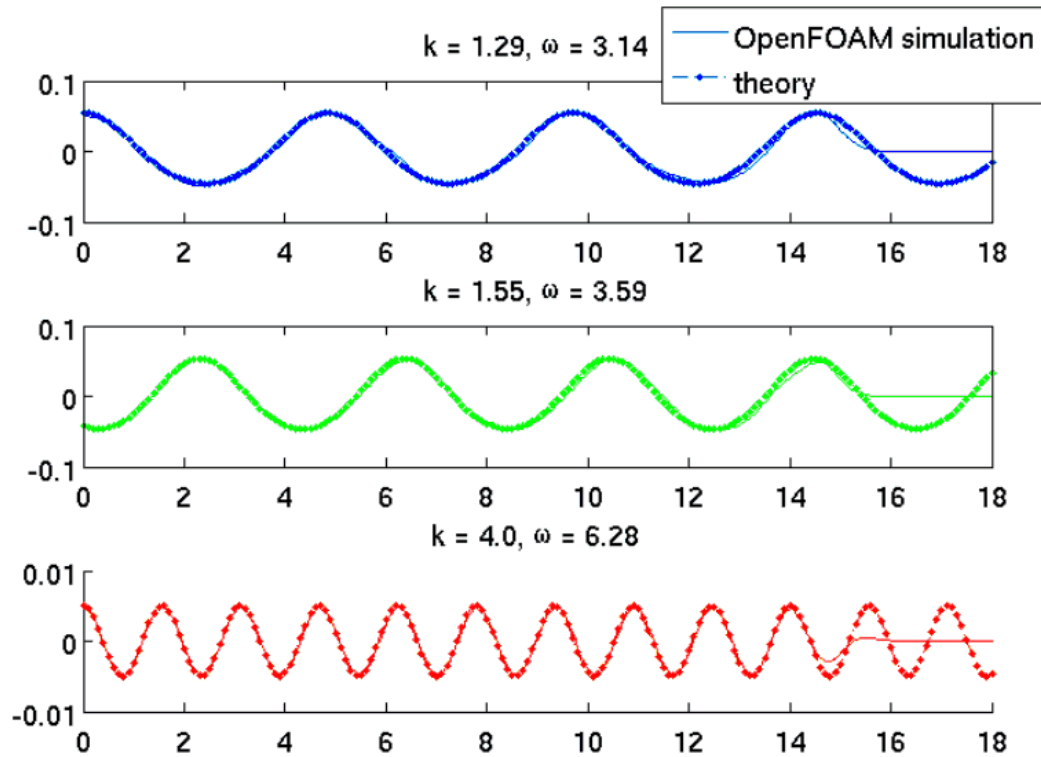 k = 1.29, ω = 3.14
OpenFOAM simulation
theory
0.1
0
-0.1
0 2 4 6 8 10 12 14 16 18
k = 1.55, ω = 3.59
0.1
0
-0.1
0 2 4 6 8 10 12 14 16 18
k = 4.0, ω = 6.28
0.01
0
-0.01
0 2 4 6 8 10 12 14 16 18